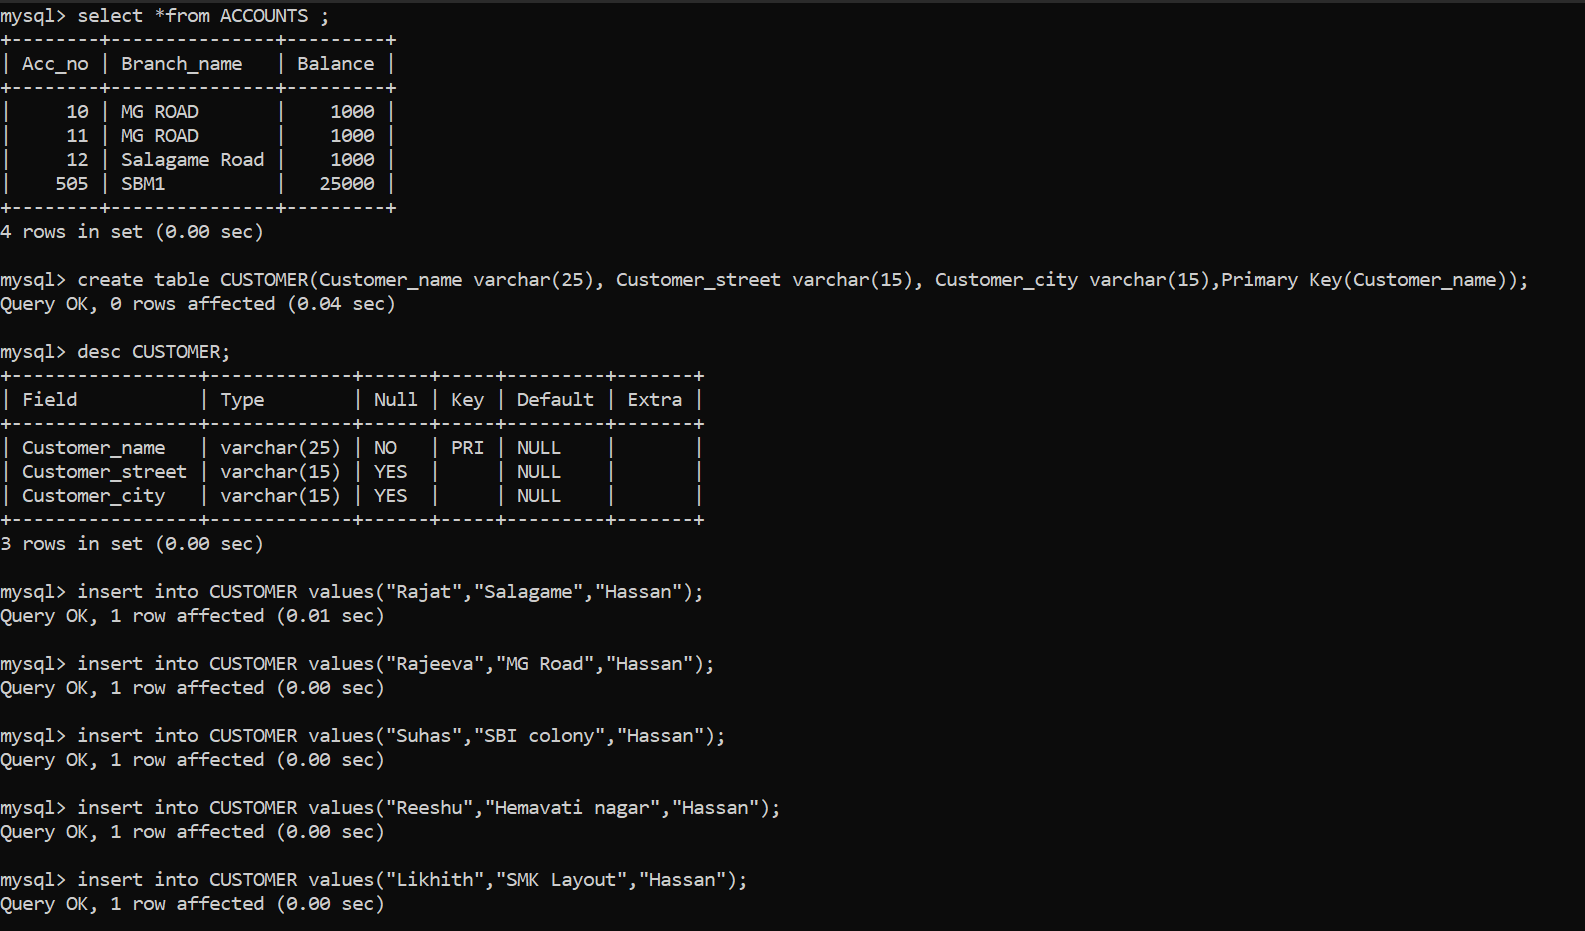 mysql> select *from ACCOUNTS ;
+--------+---------------+---------+
| Acc_no | Branch_name   | Balance |
+--------+---------------+---------+
|     10 | MG ROAD       |    1000 |
|     11 | MG ROAD       |    1000 |
|     12 | Salagame Road |    1000 |
|    505 | SBM1          |   25000 |
+--------+---------------+---------+
4 rows in set (0.00 sec)

mysql> create table CUSTOMER(Customer_name varchar(25), Customer_street varchar(15), Customer_city varchar(15),Primary Key(Customer_name));
Query OK, 0 rows affected (0.04 sec)

mysql> desc CUSTOMER;
+-----------------+-------------+------+-----+---------+-------+
| Field           | Type        | Null | Key | Default | Extra |
+-----------------+-------------+------+-----+---------+-------+
| Customer_name   | varchar(25) | NO   | PRI | NULL    |       |
| Customer_street | varchar(15) | YES  |     | NULL    |       |
| Customer_city   | varchar(15) | YES  |     | NULL    |       |
+-----------------+-------------+------+-----+---------+-------+
3 rows in set (0.00 sec)

mysql> insert into CUSTOMER values("Rajat","Salagame","Hassan");
Query OK, 1 row affected (0.01 sec)

mysql> insert into CUSTOMER values("Rajeeva","MG Road","Hassan");
Query OK, 1 row affected (0.00 sec)

mysql> insert into CUSTOMER values("Suhas","SBI colony","Hassan");
Query OK, 1 row affected (0.00 sec)

mysql> insert into CUSTOMER values("Reeshu","Hemavati nagar","Hassan");
Query OK, 1 row affected (0.00 sec)

mysql> insert into CUSTOMER values("Likhith","SMK Layout","Hassan");
Query OK, 1 row affected (0.00 sec)